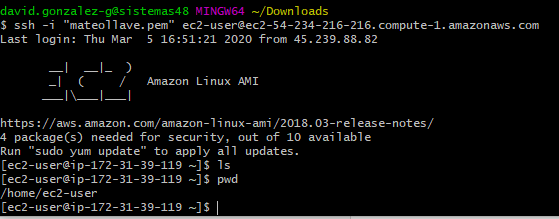 david.gonzalez-g@sistemas48 MINGW64 ~/Downloads
$ ssh -i "mateollave.pem" ec2-user@ec2-54-234-216-216.compute-1.amazonaws.com
Last login: Thu Mar  5 16:51:21 2020 from 45.239.88.82

       __|  __|_  )
       _|  (     /   Amazon Linux AMI
      ___|\___|___|

https://aws.amazon.com/amazon-linux-ami/2018.03-release-notes/
4 package(s) needed for security, out of 10 available
Run "sudo yum update" to apply all updates.
[ec2-user@ip-172-31-39-119 ~]$ ls
[ec2-user@ip-172-31-39-119 ~]$ pwd
/home/ec2-user
[ec2-user@ip-172-31-39-119 ~]$